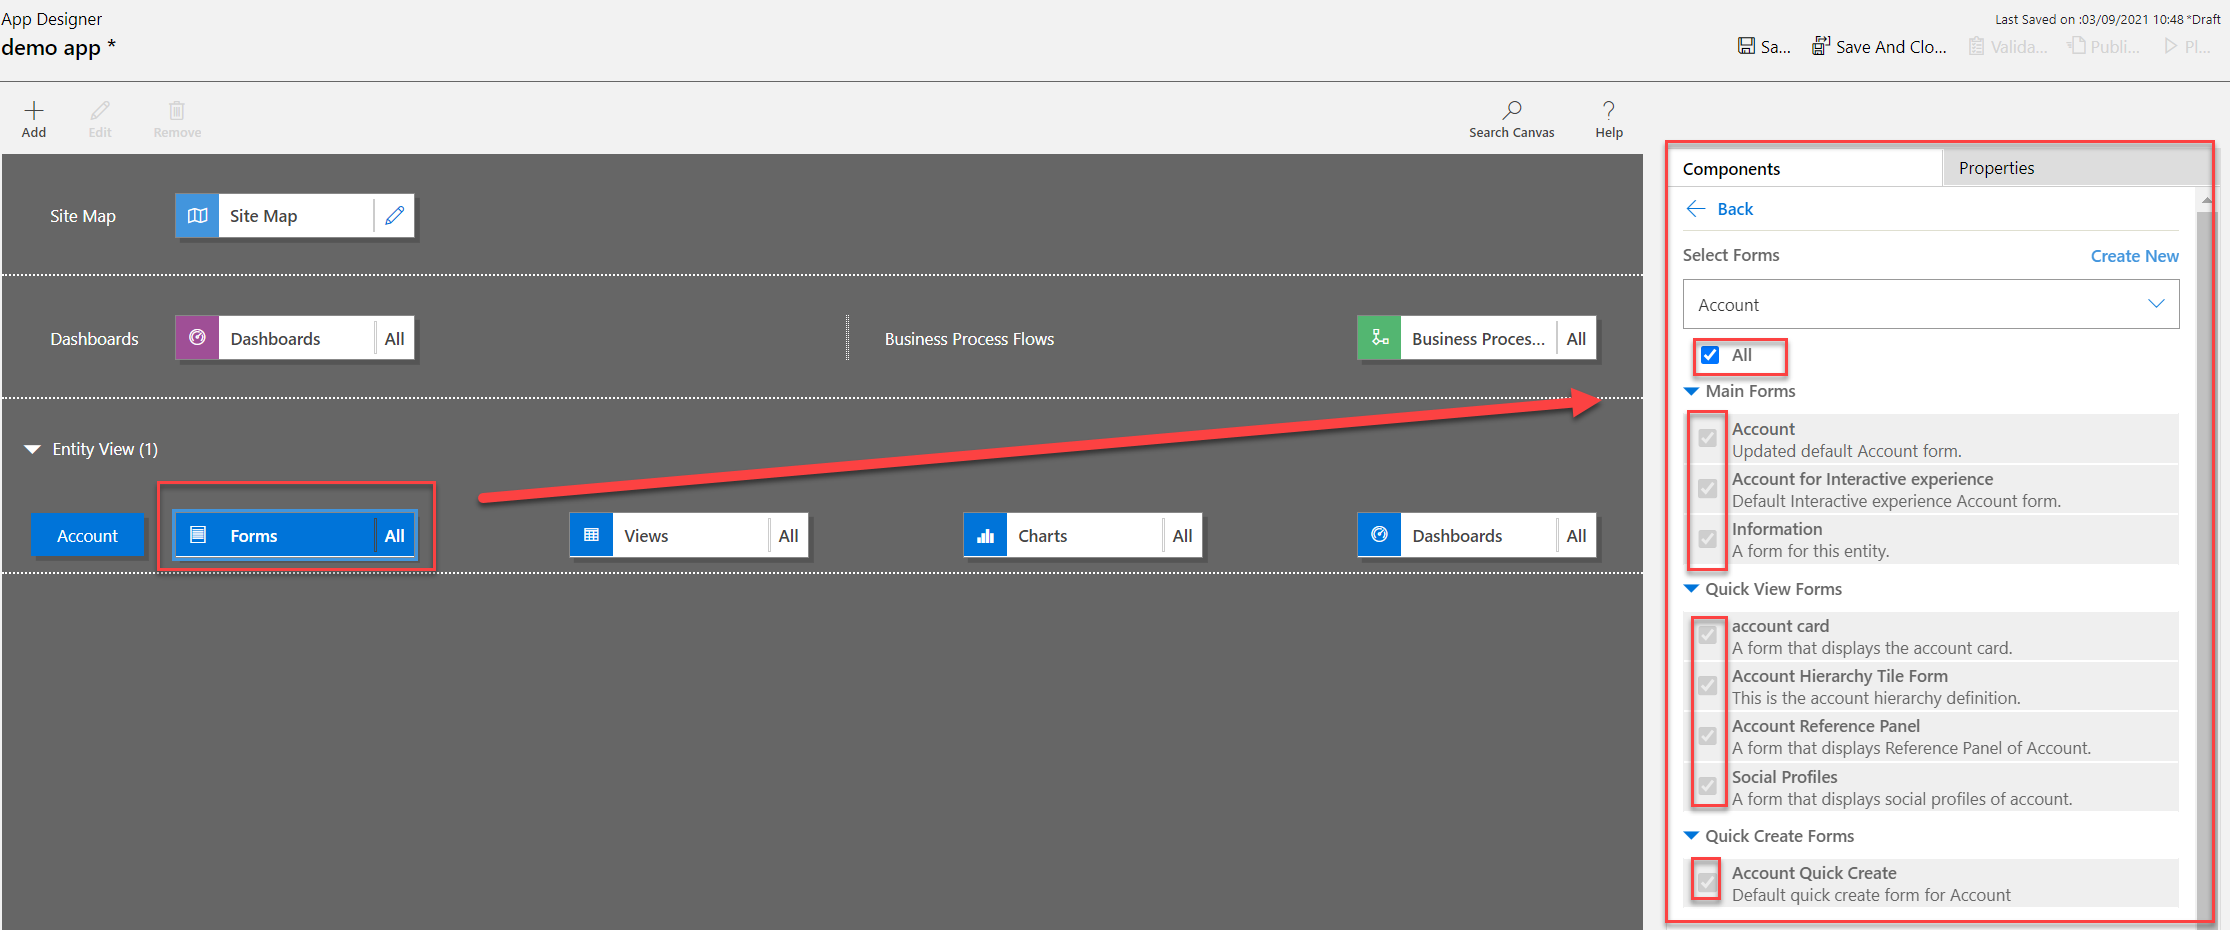 App Designer
Last Saved on :03/09/2021 10:48 *Draft
demo app *
Sa...
Save And Clo...
Valida...
Publi...
Pl...
Add
Edit
Remove
Search Canvas
Help
Site Map
Site Map
Dashboards
Dashboards
All
Business Process Flows
Business Proces...
All
Entity View (1)
Account
Forms
All
Views
All
Charts
All
Dashboards
All
Components
Properties
Back
Select Forms
Create New
Account
All
Main Forms
Account
Updated default Account form.
Account for Interactive experience
Default Interactive experience Account form.
Information
A form for this entity.
Quick View Forms
account card
A form that displays the account card.
Account Hierarchy Tile Form
This is the account hierarchy definition.
Account Reference Panel
A form that displays Reference Panel of Account.
Social Profiles
A form that displays social profiles of account.
Quick Create Forms
Account Quick Create
Default quick create form for Account